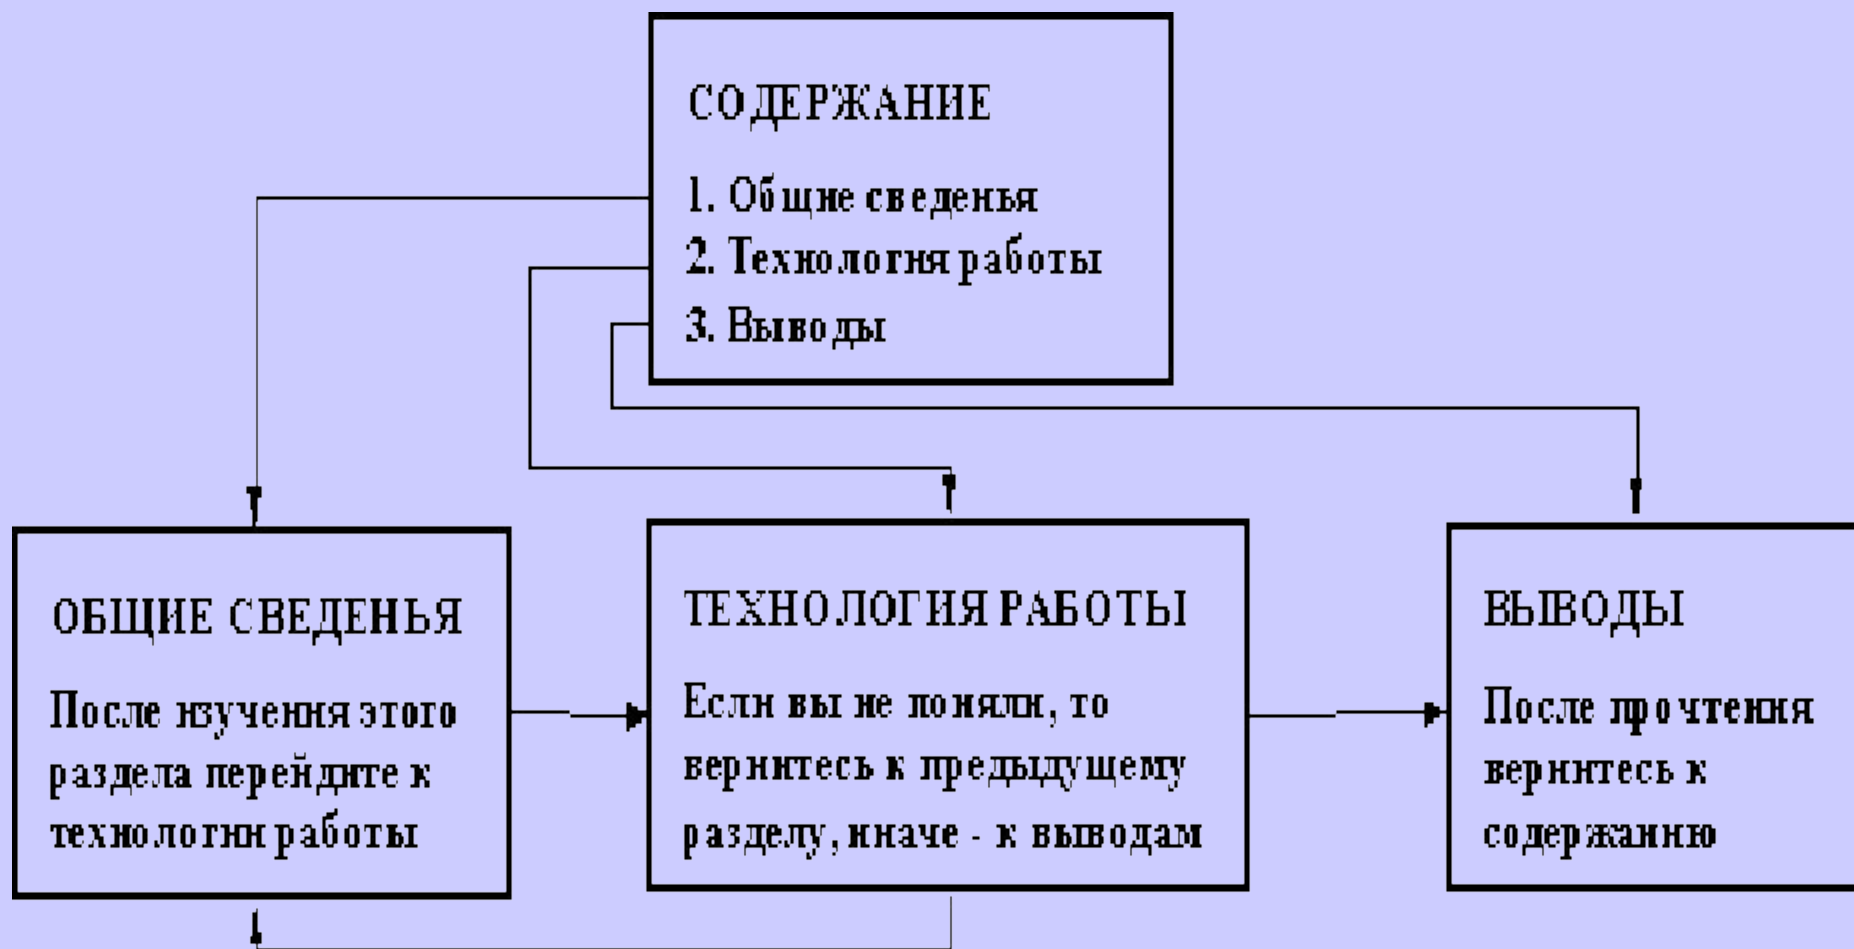 СОДЕРЖАНИЕ
1. Общие сведенья
2. Технология работы
3. Выводы
ОБЩИЕ СВЕДЕНЬЯ
После изучения этого
раздела перейдите к
технологии работы
ТЕХНОЛОГИЯ РАБОТЫ
Если вы не поняли, то
вернитесь к предыдущему
разделу, иначе - к выводам
ВЫВОДЫ
После прочтения
вернитесь к
содержанию